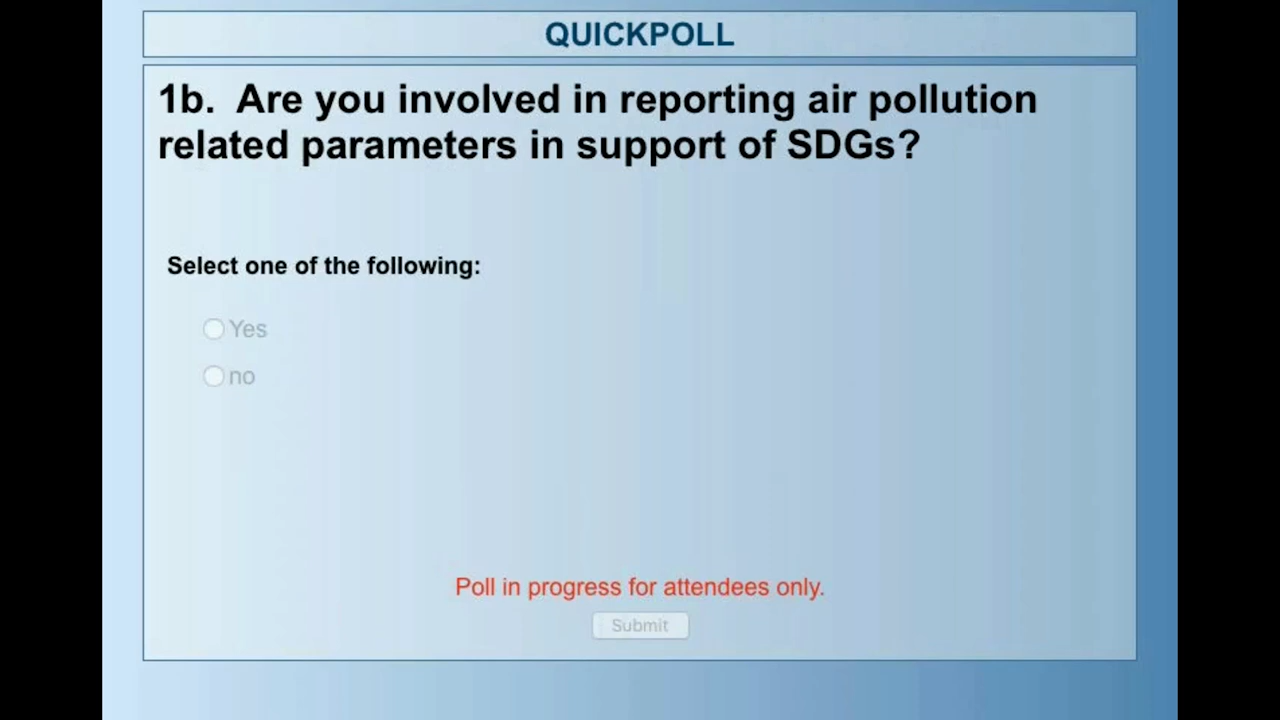 QUICKPOLL
1b.  Are you involved in reporting air pollution
related parameters in support of SDGs?
Select one of the following:
Yes
no
Poll in progress for attendees only.
Submit